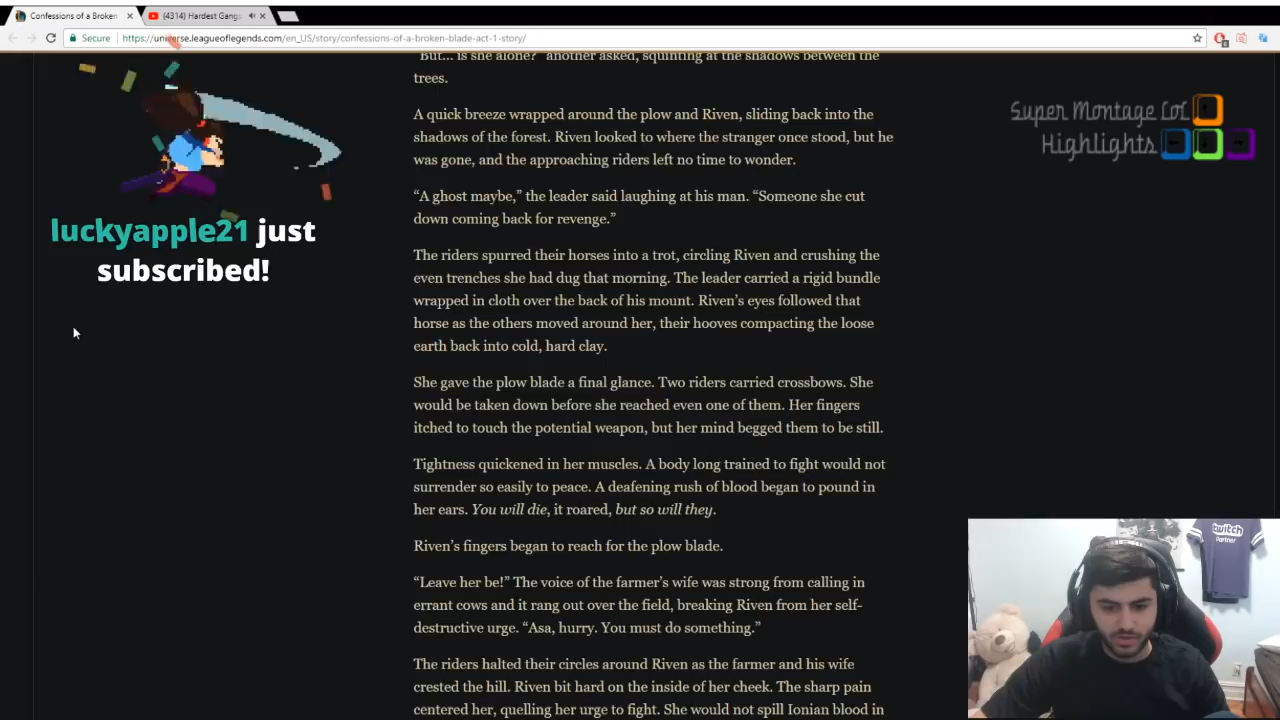 Confessions of a Broken
(4314) Hardest Gangs
Secure
https://universe.leagueoflegends.com/en_US/story/confessions-of-a-broken-blade-act-1-story/
"But... is she alone?" another asked, squinting at the shadows between the
trees.
A quick breeze wrapped around the plow and Riven, sliding back into the
shadows of the forest. Riven looked to where the stranger once stood, but he
was gone, and the approaching riders left no time to wonder.
“A ghost maybe,” the leader said laughing at his man. “Someone she cut
down coming back for revenge.”
The riders spurred their horses into a trot, circling Riven and crushing the
even trenches she had dug that morning. The leader carried a rigid bundle
wrapped in cloth over the back of his mount. Riven’s eyes followed that
horse as the others moved around her, their hooves compacting the loose
earth back into cold, hard clay.
She gave the plow blade a final glance. Two riders carried crossbows. She
would be taken down before she reached even one of them. Her fingers
itched to touch the potential weapon, but her mind begged them to be still.
Tightness quickened in her muscles. A body long trained to fight would not
surrender so easily to peace. A deafening rush of blood began to pound in
her ears. You will die, it roared, but so will they.
Riven’s fingers began to reach for the plow blade.
“Leave her be!” The voice of the farmer’s wife was strong from calling in
errant cows and it rang out over the field, breaking Riven from her self-
destructive urge. “Asa, hurry. You must do something.”
The riders halted their circles around Riven as the farmer and his wife
crested the hill. Riven bit hard on the inside of her cheek. The sharp pain
centered her, quelling her urge to fight. She would not spill Ionian blood in
luckyapple21 just
subscribed!
Super Montage LoL
Highlights
twitch
Partner